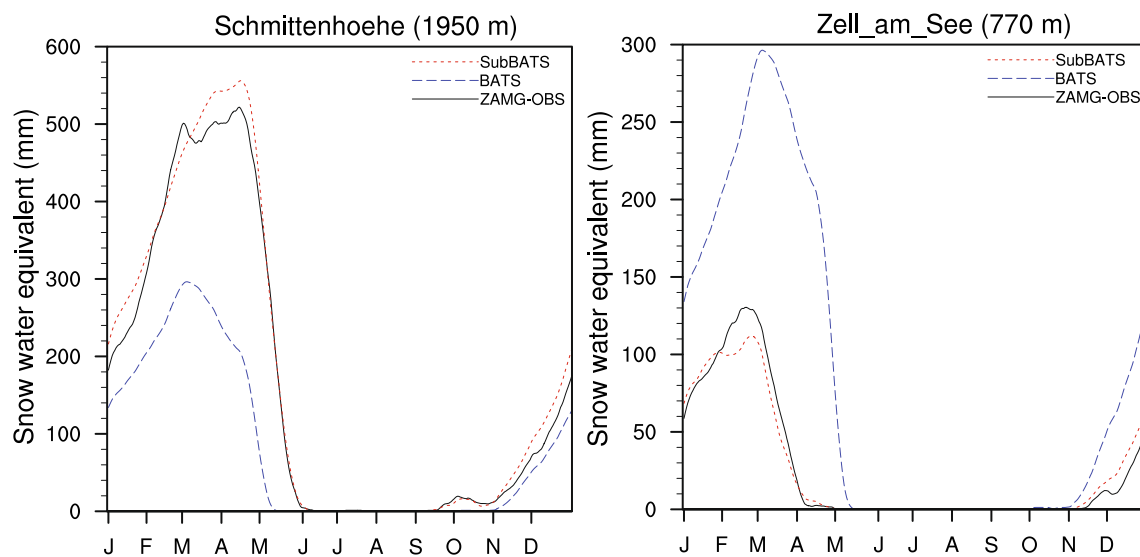 Schmittenhoehe (1950 m)
Snow water equivalent (mm)
600
500
400
300
200
100
0
SubBATS
BATS
ZAMG-OBS
J F M A M J J A S O N D
Zell_am_See (770 m)
Snow water equivalent (mm)
300
250
200
150
100
50
0
SubBATS
BATS
ZAMG-OBS
J F M A M J J A S O N D